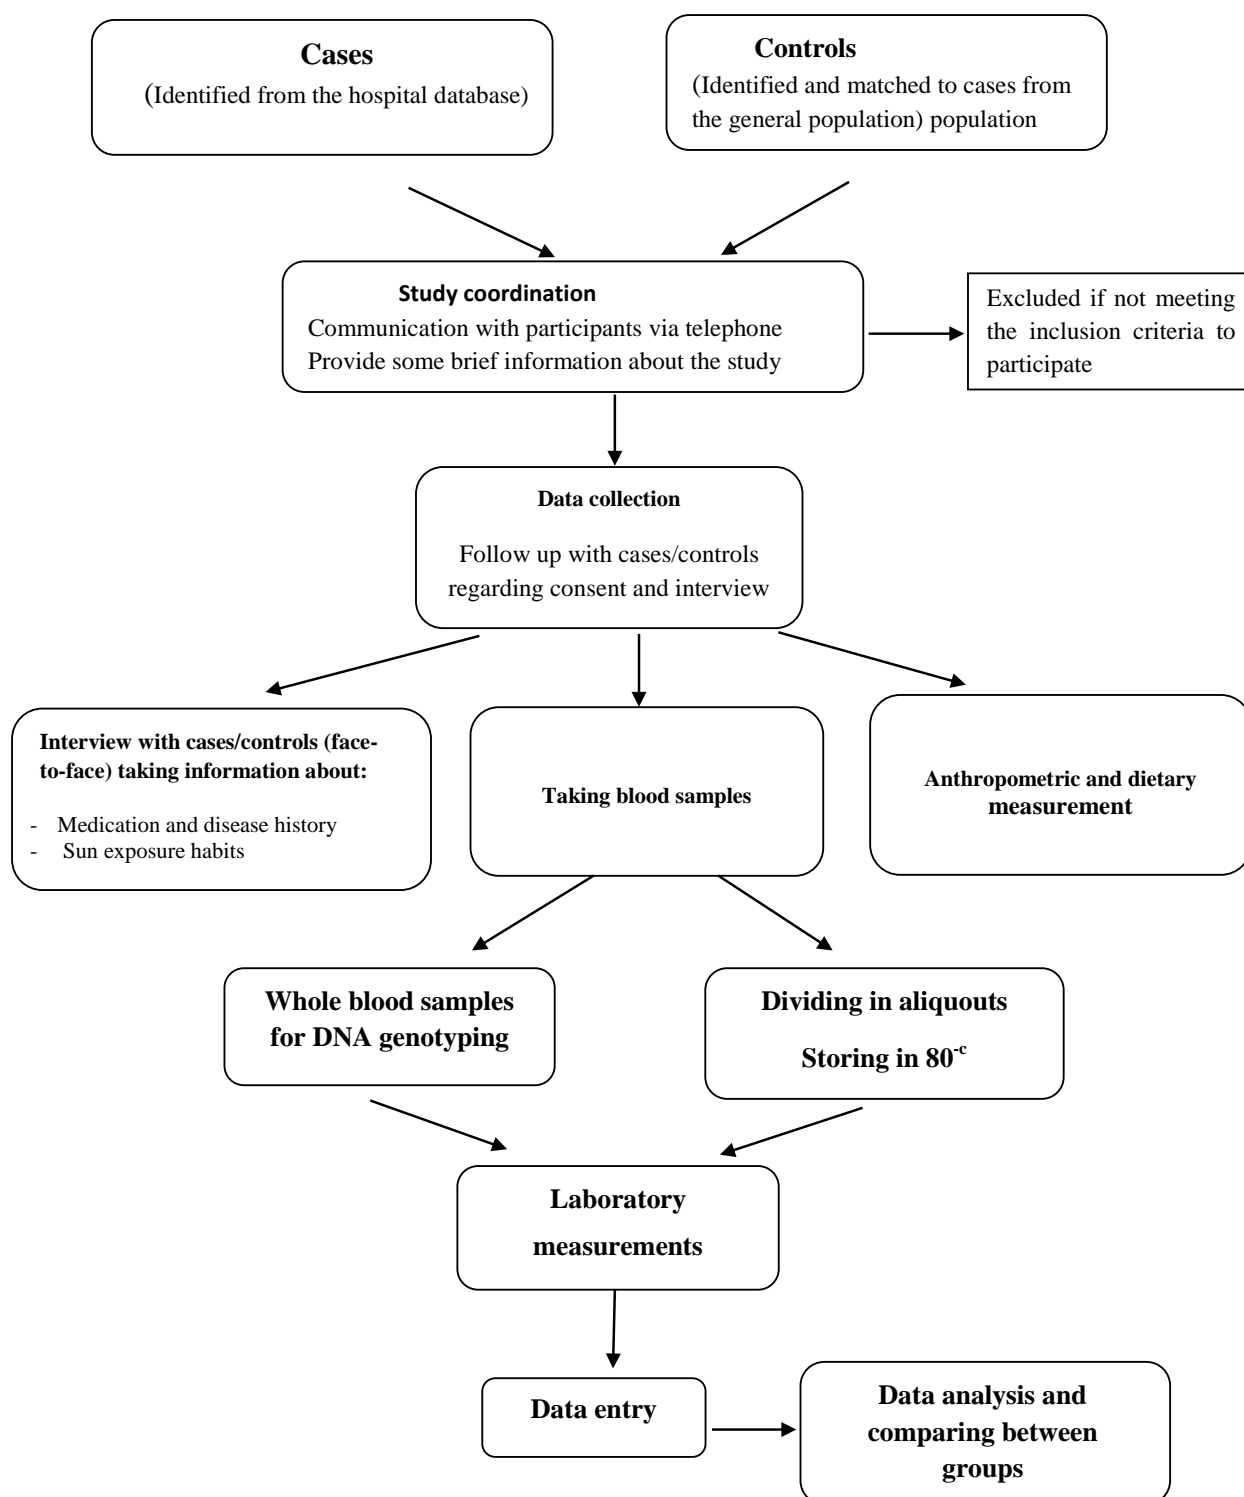 Cases
(Identified from the hospital database)
Controls
(Identified and matched to cases from
the general population) population
Study coordination
Communication with participants via telephone
Provide some brief information about the study
Excluded if not meeting
the inclusion criteria to
participate
Data collection
Follow up with cases/controls
regarding consent and interview
Interview with cases/controls (face-
to-face) taking information about:
- Medication and disease history
- Sun exposure habits
Taking blood samples
Anthropometric and dietary
measurement
Whole blood samples
for DNA genotyping
Dividing in aliquouts
Storing in 80⁻ᶜ
Laboratory
measurements
Data entry
Data analysis and
comparing between
groups